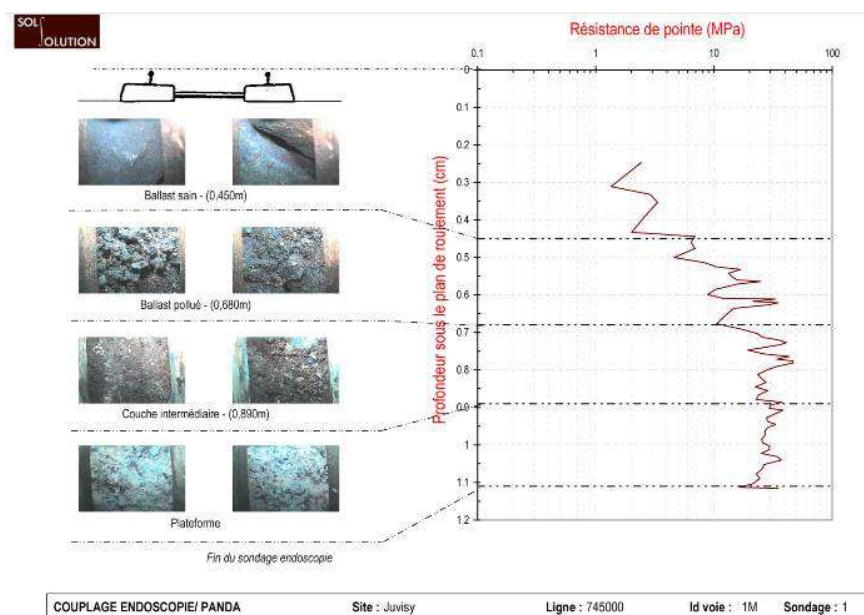 SOL
SOLUTION
Résistance de pointe (MPa)
0.1 1 10 100
0
0.1
0.2
0.3
0.4
0.5
0.6
0.7
0.8
0.9
1
1.1
1.2
Profondeur sous le plan de roulement (cm)
Ballast sain - (0,450m)
Ballast pollué - (0,680m)
Couche intermédiaire - (0,890m)
Plateforme
Fin du sondage endoscopie
COUPLAGE ENDOSCOPIE/ PANDA Site : Juvisy Ligne : 745000 Id voie : 1M Sondage : 1